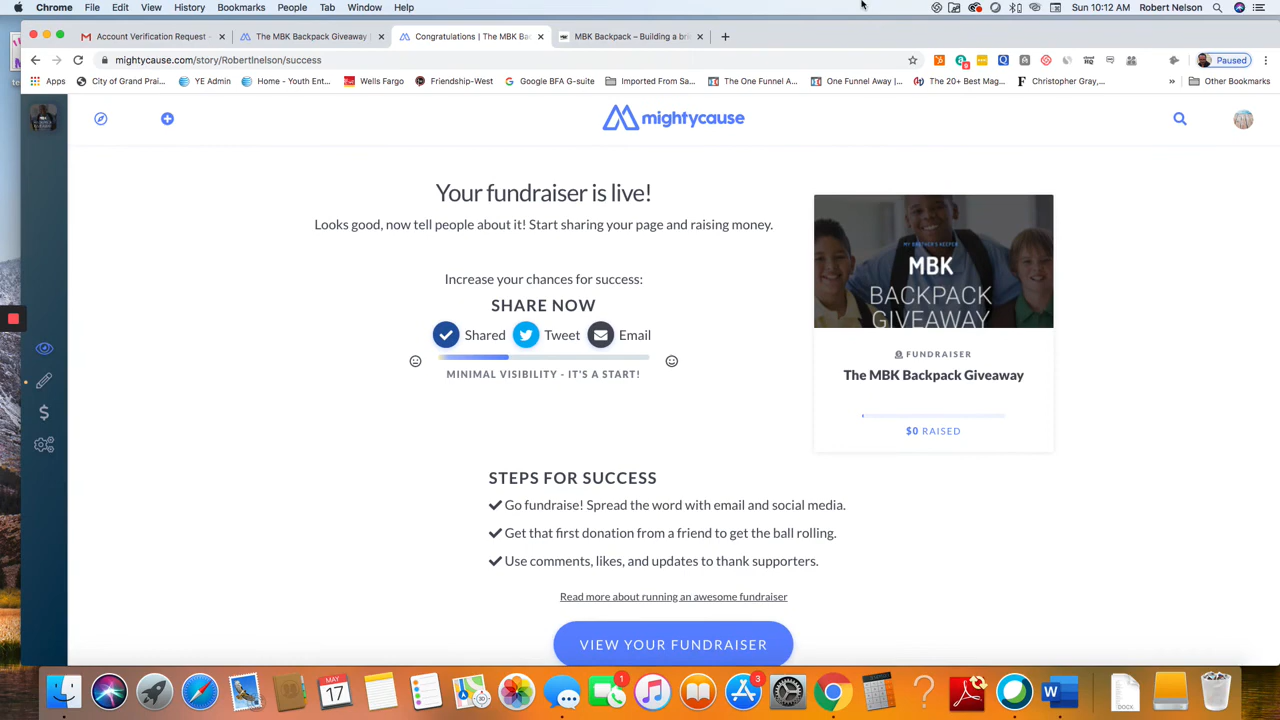 Chrome File Edit View History Bookmarks People Tab Window Help Sun 10:12 AM Robert Nelson
Account Verification Request - The MBK Backpack Giveaway Congratulations | The MBK Ba MBK Backpack – Building a br
mightycause.com/story/Robertlnelson/success Paused
Apps City of Grand Prai... YE Admin Home - Youth Ent... Wells Fargo Friendship-West Google BFA G-suite Imported From Sa... The One Funnel A... One Funnel Away |... The 20+ Best Mag... Christopher Gray,... » Other Bookmarks
mightycause
Your fundraiser is live!
Looks good, now tell people about it! Start sharing your page and raising money.
Increase your chances for success:
SHARE NOW
Shared Tweet Email
MINIMAL VISIBILITY - IT'S A START!
MY BROTHER'S KEEPER
MBK
BACKPACK
GIVEAWAY
FUNDRAISER
The MBK Backpack Giveaway
$0 RAISED
STEPS FOR SUCCESS
Go fundraise! Spread the word with email and social media.
Get that first donation from a friend to get the ball rolling.
Use comments, likes, and updates to thank supporters.
Read more about running an awesome fundraiser
VIEW YOUR FUNDRAISER
MAY
17
1
3
DOCX